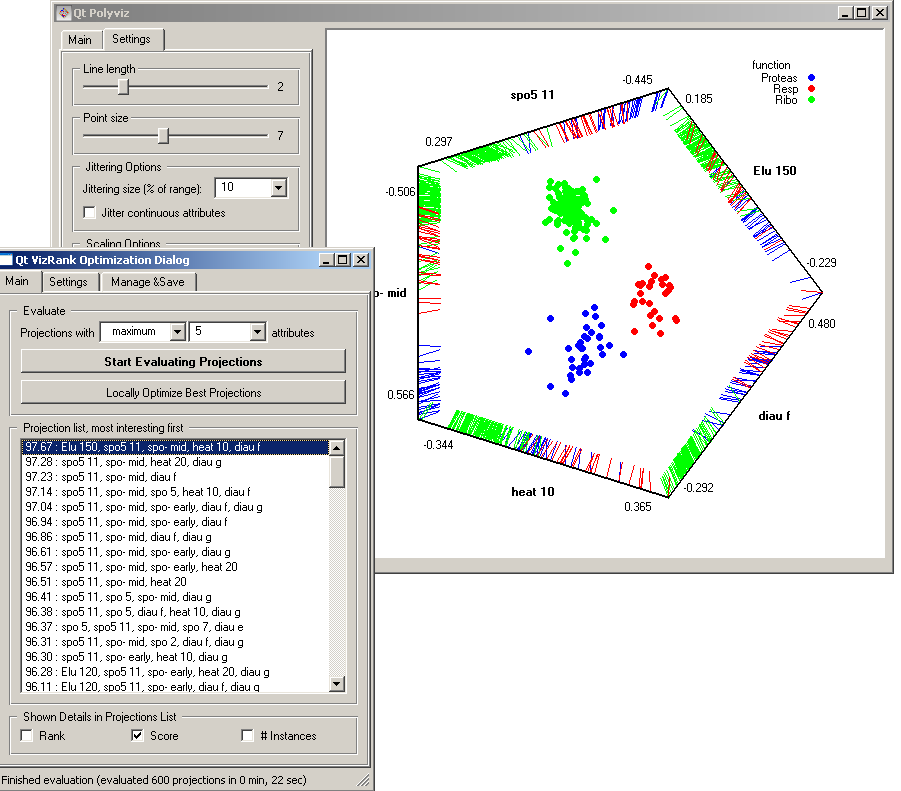 Qt Polyviz
Main
Settings
Line length
2
Point size
7
Jittering Options
Jittering size (% of range):
10
Jitter continuous attributes
Scaling Options
function
Proteas
Resp
Ribo
-0.445
0.185
spo5 11
0.297
Elu 150
-0.506
-0.229
o- mid
0.480
0.566
diau f
-0.344
-0.292
heat 10
0.365
Qt VizRank Optimization Dialog
Main
Settings
Manage &Save
Evaluate
Projections with
maximum
5
attributes
Start Evaluating Projections
Locally Optimize Best Projections
Projection list, most interesting first
97.67 : Elu 150, spo5 11, spo- mid, heat 10, diau f
97.28 : spo5 11, spo- mid, heat 20, diau g
97.23 : spo5 11, spo- mid, diau f
97.14 : spo5 11, spo- mid, spo 5, heat 10, diau f
97.04 : spo5 11, spo- mid, spo- early, diau f, diau g
96.94 : spo5 11, spo- mid, spo- early, diau f
96.86 : spo5 11, spo- mid, diau f, diau g
96.61 : spo5 11, spo- mid, spo- early, diau g
96.57 : spo5 11, spo- mid, spo- early, heat 20
96.51 : spo5 11, spo- mid, heat 20
96.41 : spo5 11, spo 5, spo- mid, diau g
96.38 : spo5 11, spo 5, diau f, heat 10, diau g
96.37 : spo 5, spo5 11, spo- mid, spo 7, diau e
96.31 : spo5 11, spo- mid, spo 2, diau f, diau g
96.30 : spo5 11, spo- early, heat 10, diau g
96.28 : Elu 120, spo5 11, spo- early, heat 20, diau g
96.11 : Elu 120, spo5 11, spo- early, diau f, diau g
Shown Details in Projections List
Rank
Score
# Instances
Finished evaluation (evaluated 600 projections in 0 min, 22 sec)